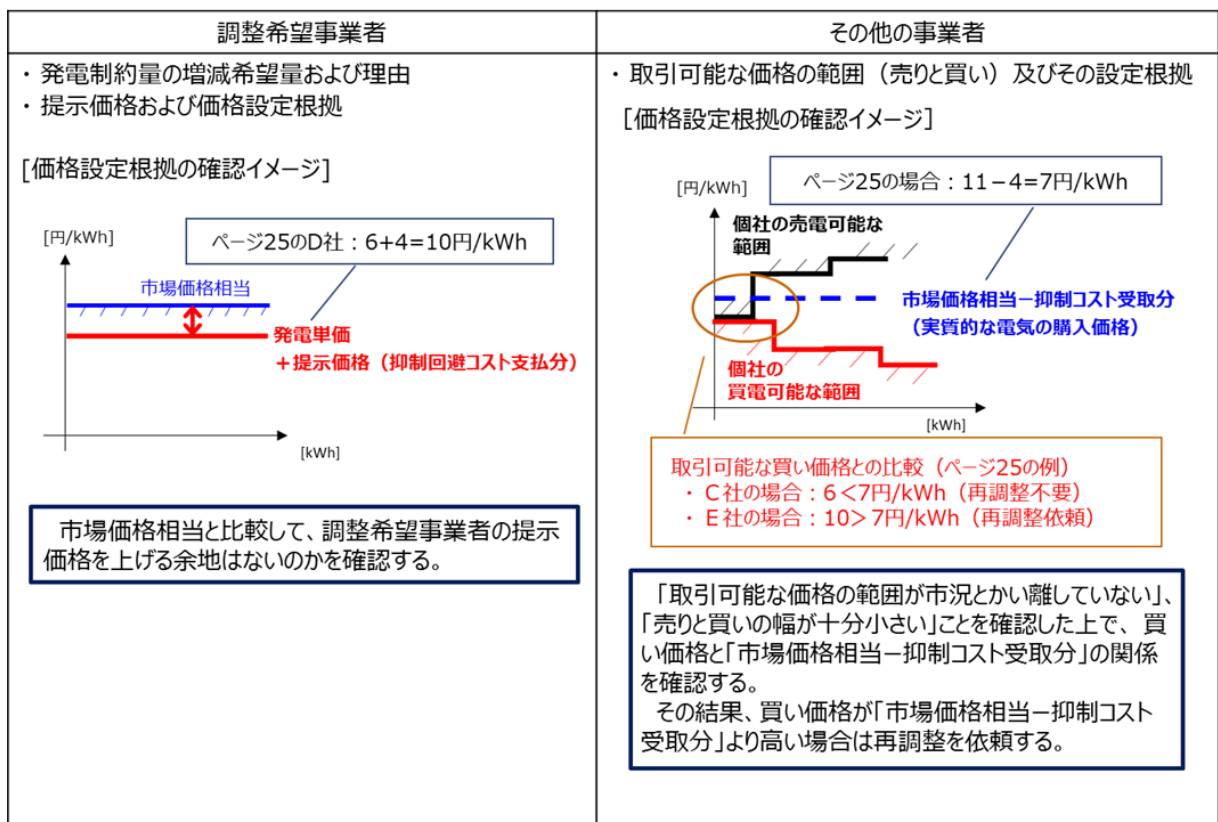 調整希望事業者
・ 発電制約量の増減希望量および理由
・ 提示価格および価格設定根拠
[価格設定根拠の確認イメージ]
[円/kWh]
ページ25のD社：6+4=10円/kWh
市場価格相当
発電単価
＋提示価格（抑制回避コスト支払分）
[kWh]
市場価格相当と比較して、調整希望事業者の提示
価格を上げる余地はないのかを確認する。
その他の事業者
・ 取引可能な価格の範囲（売りと買い）及びその設定根拠
[価格設定根拠の確認イメージ]
[円/kWh]
ページ25の場合：11－4=7円/kWh
個社の売電可能な
範囲
市場価格相当－抑制コスト受取分
（実質的な電気の購入価格）
個社の
買電可能な範囲
[kWh]
取引可能な買い価格との比較（ページ25の例）
・ C社の場合：6＜7円/kWh（再調整不要）
・ E社の場合：10＞7円/kWh（再調整依頼）
「取引可能な価格の範囲が市況とかい離していない」、
「売りと買いの幅が十分小さい」ことを確認した上で、買
い価格と「市場価格相当－抑制コスト受取分」の関係
を確認する。
その結果、買い価格が「市場価格相当－抑制コスト
受取分」より高い場合は再調整を依頼する。